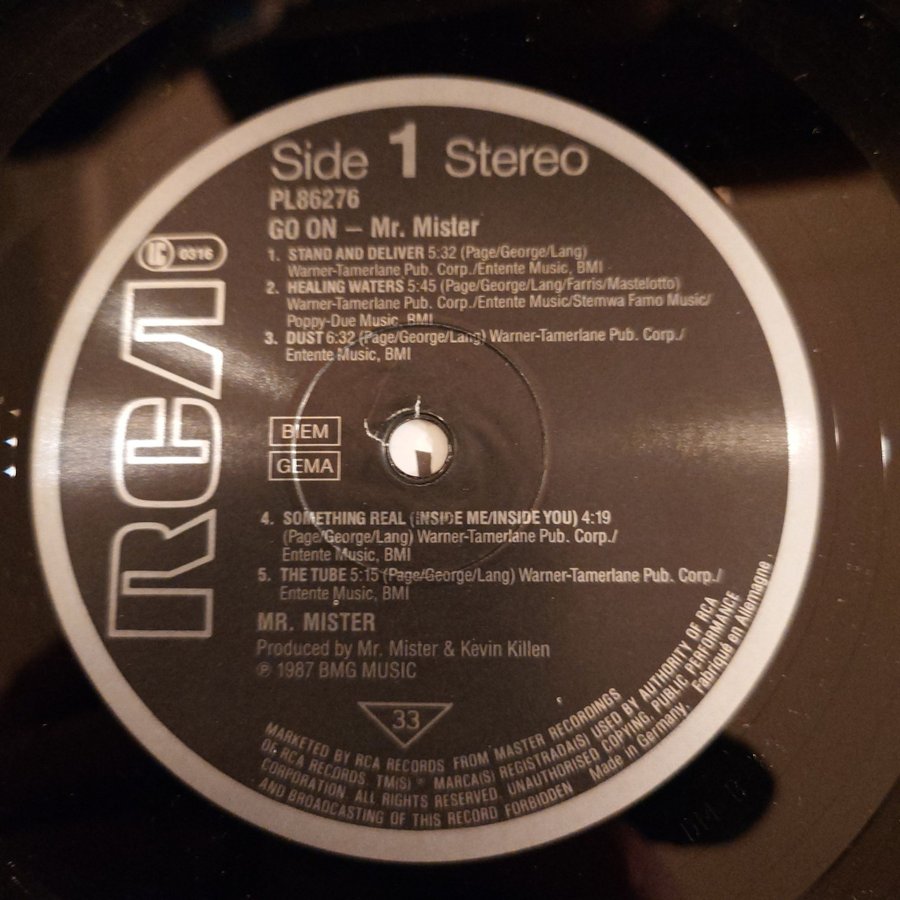 Side 1 Stereo
PL86276
GO ON – Mr. Mister
1. STAND AND DELIVER 5:32 (Page/George/Lang)
Warner-Tamerlane Pub. Corp./Entente Music, BMI
2. HEALING WATERS 5:45 (Page/George/Lang/Farris/Mastelotto)
Warner-Tamerlane Pub. Corp./Entente Music/Stemwa Famo Music/
Poppy-Due Music, BMI
3. DUST 6:32 (Page/George/Lang) Warner-Tamerlane Pub. Corp./
Entente Music, BMI
LC 0316
RCA
BIEM
GEMA
4. SOMETHING REAL (INSIDE ME/INSIDE YOU) 4:19
(Page/George/Lang) Warner-Tamerlane Pub. Corp./
Entente Music, BMI
5. THE TUBE 5:15 (Page/George/Lang) Warner-Tamerlane Pub. Corp./
Entente Music, BMI
MR. MISTER
Produced by Mr. Mister & Kevin Killen
℗ 1987 BMG MUSIC
33
MARKETED BY RCA RECORDS FROM MASTER RECORDINGS
OF RCA RECORDS. TM(S) ® MARCA(S) REGISTRADA(S) USED BY AUTHORITY OF RCA
CORPORATION. ALL RIGHTS RESERVED. UNAUTHORISED COPYING, PUBLIC PERFORMANCE
AND BROADCASTING OF THIS RECORD FORBIDDEN Made in Germany. Fabriqué en Allemagne